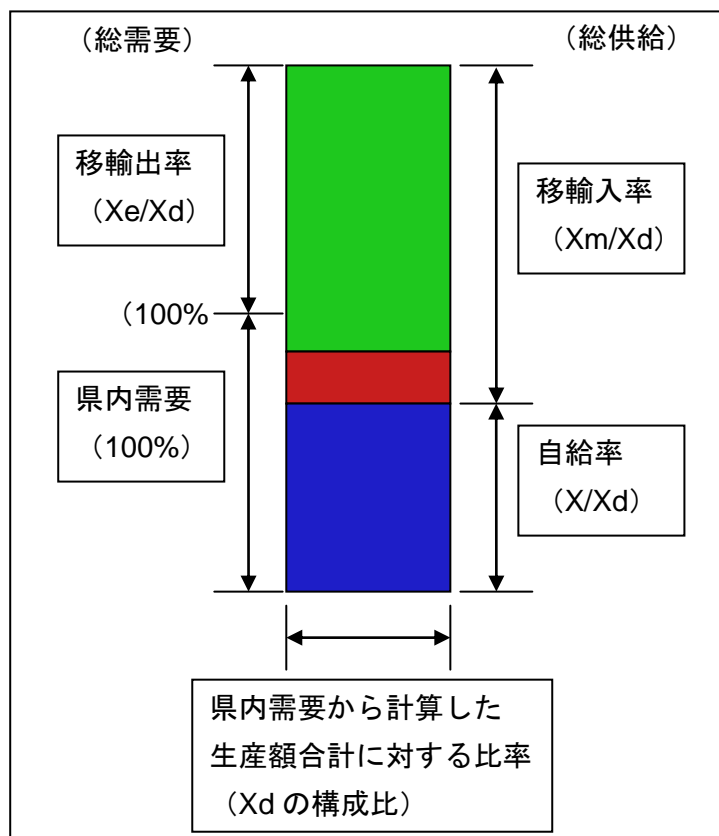 （総需要）
（総供給）
移輸出率
（Xe/Xd）
移輸入率
（Xm/Xd）
（100%
県内需要
（100%）
自給率
（X/Xd）
県内需要から計算した
生産額合計に対する比率
（Xd の構成比）